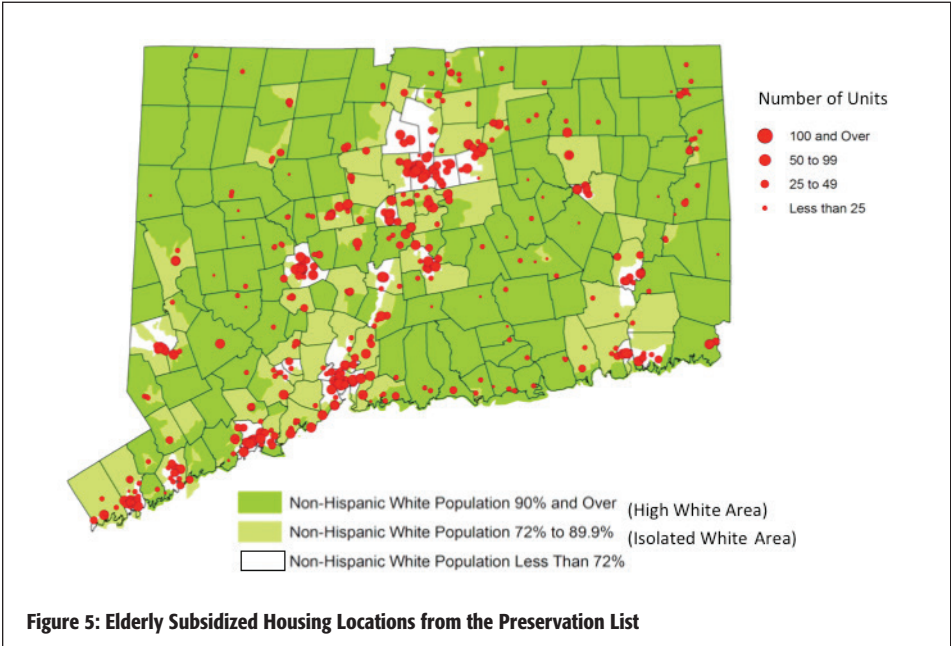 Number of Units
100 and Over
50 to 99
25 to 49
Less than 25
Non-Hispanic White Population 90% and Over (High White Area)
Non-Hispanic White Population 72% to 89.9% (Isolated White Area)
Non-Hispanic White Population Less Than 72%
Figure 5: Elderly Subsidized Housing Locations from the Preservation List